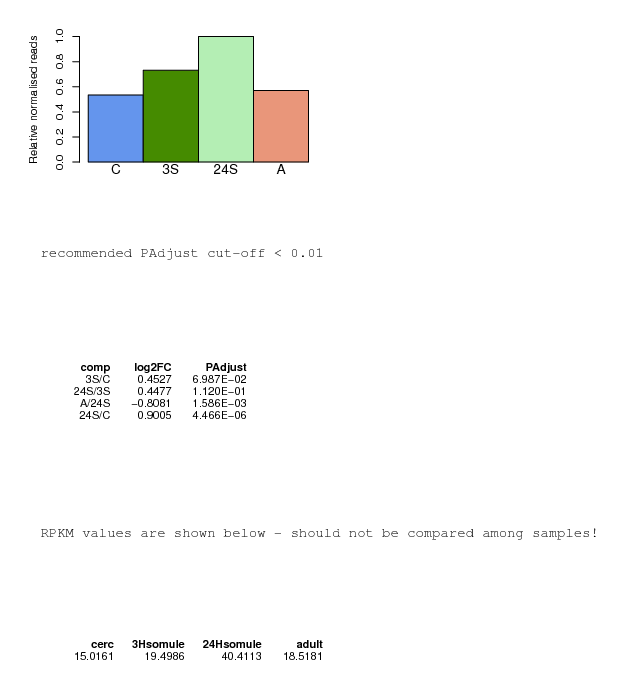 Relative normalised reads
1.0
0.8
0.6
0.4
0.2
0.0
C 3S 24S A
recommended PAdjust cut-off < 0.01
comp log2FC PAdjust
3S/C 0.4527 6.987E-02
24S/3S 0.4477 1.120E-01
A/24S -0.8081 1.586E-03
24S/C 0.9005 4.466E-06
RPKM values are shown below - should not be compared among samples!
cerc 3Hsomule 24Hsomule adult
15.0161 19.4986 40.4113 18.5181